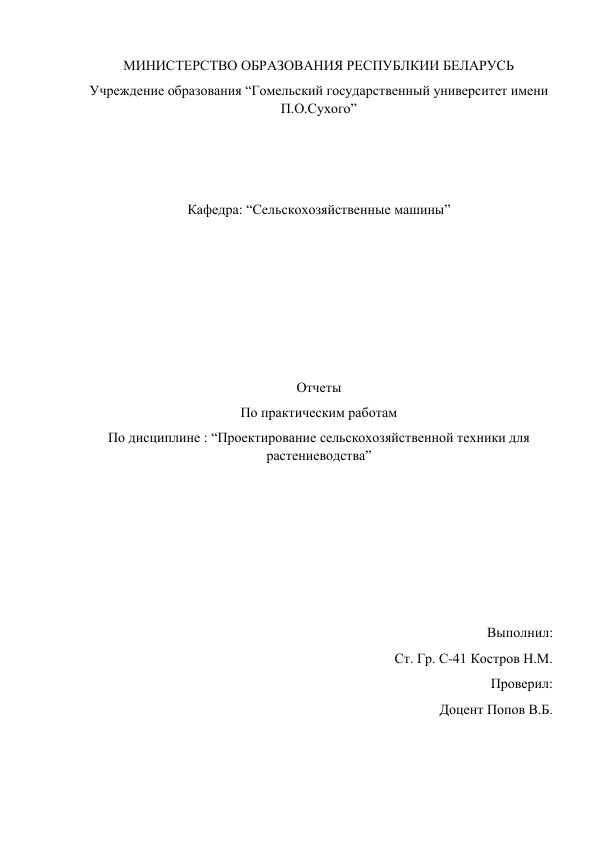 МИНИСТЕРСТВО ОБРАЗОВАНИЯ РЕСПУБЛКИИ БЕЛАРУСЬ
Учреждение образования “Гомельский государственный университет имени
П.О.Сухого”
Кафедра: “Сельскохозяйственные машины”
Отчеты
По практическим работам
По дисциплине : “Проектирование сельскохозяйственной техники для
растениеводства”
Выполнил:
Ст. Гр. С-41 Костров Н.М.
Проверил:
Доцент Попов В.Б.